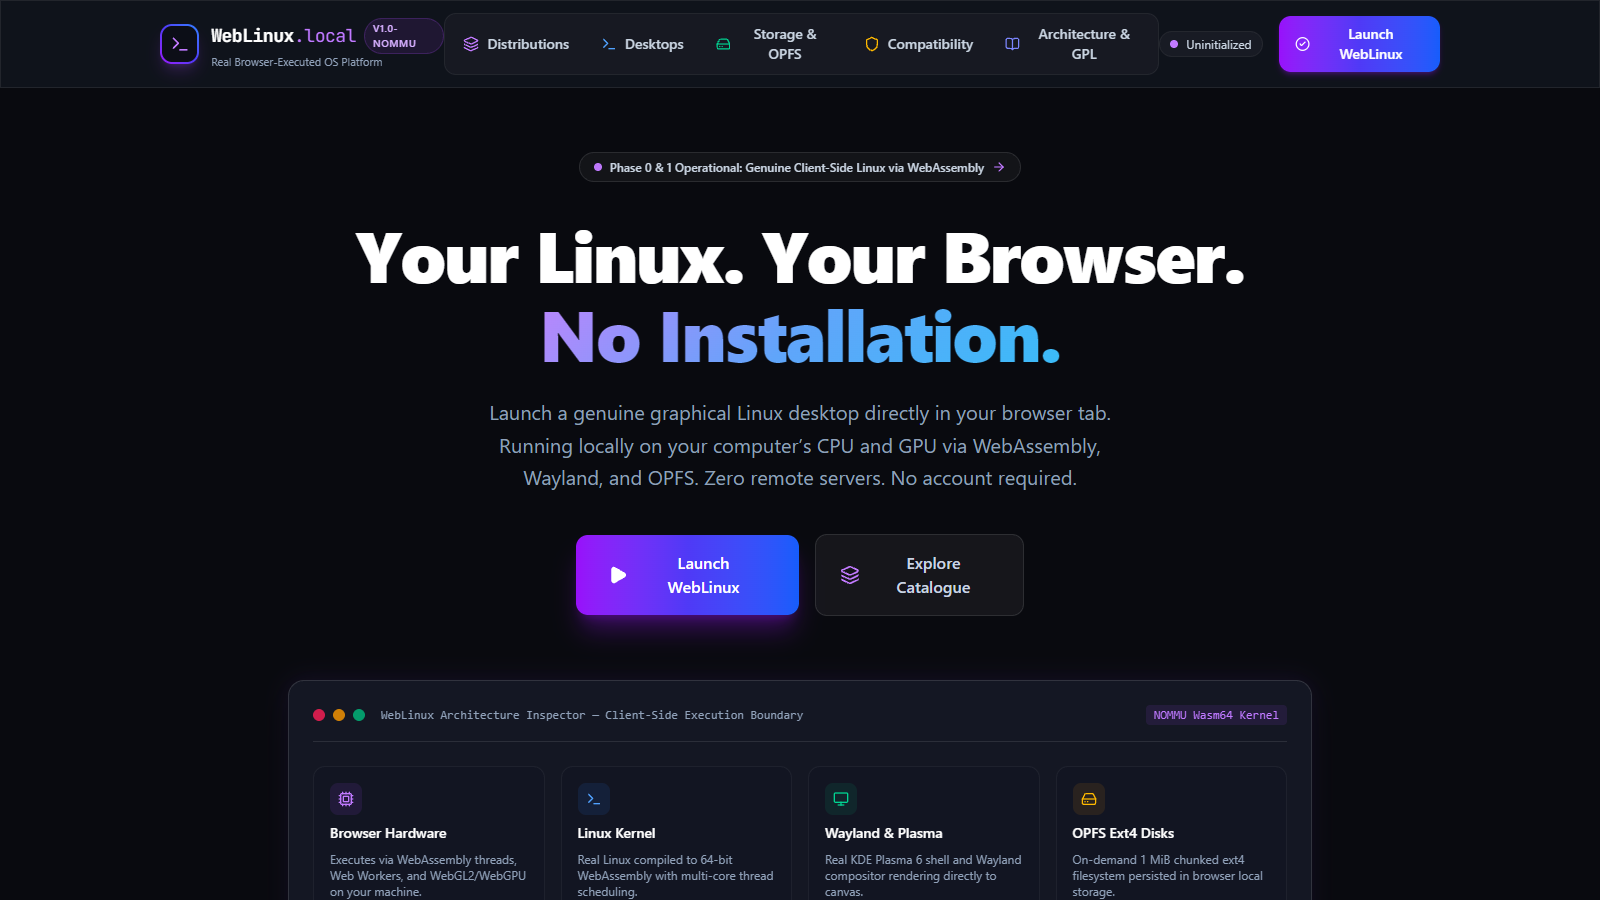 WebLinux.local
V1.0-
NOMMU
Real Browser-Executed OS Platform
Distributions
Desktops
Storage &
OPFS
Compatibility
Architecture &
GPL
Uninitialized
Launch
WebLinux
Phase 0 & 1 Operational: Genuine Client-Side Linux via WebAssembly
Your Linux. Your Browser.
No Installation.
Launch a genuine graphical Linux desktop directly in your browser tab.
Running locally on your computer’s CPU and GPU via WebAssembly,
Wayland, and OPFS. Zero remote servers. No account required.
Launch
WebLinux
Explore
Catalogue
WebLinux Architecture Inspector — Client-Side Execution Boundary
NOMMU Wasm64 Kernel
Browser Hardware
Executes via WebAssembly threads,
Web Workers, and WebGL2/WebGPU
on your machine.
Linux Kernel
Real Linux compiled to 64-bit
WebAssembly with multi-core thread
scheduling.
Wayland & Plasma
Real KDE Plasma 6 shell and Wayland
compositor rendering directly to
canvas.
OPFS Ext4 Disks
On-demand 1 MiB chunked ext4
filesystem persisted in browser local
storage.